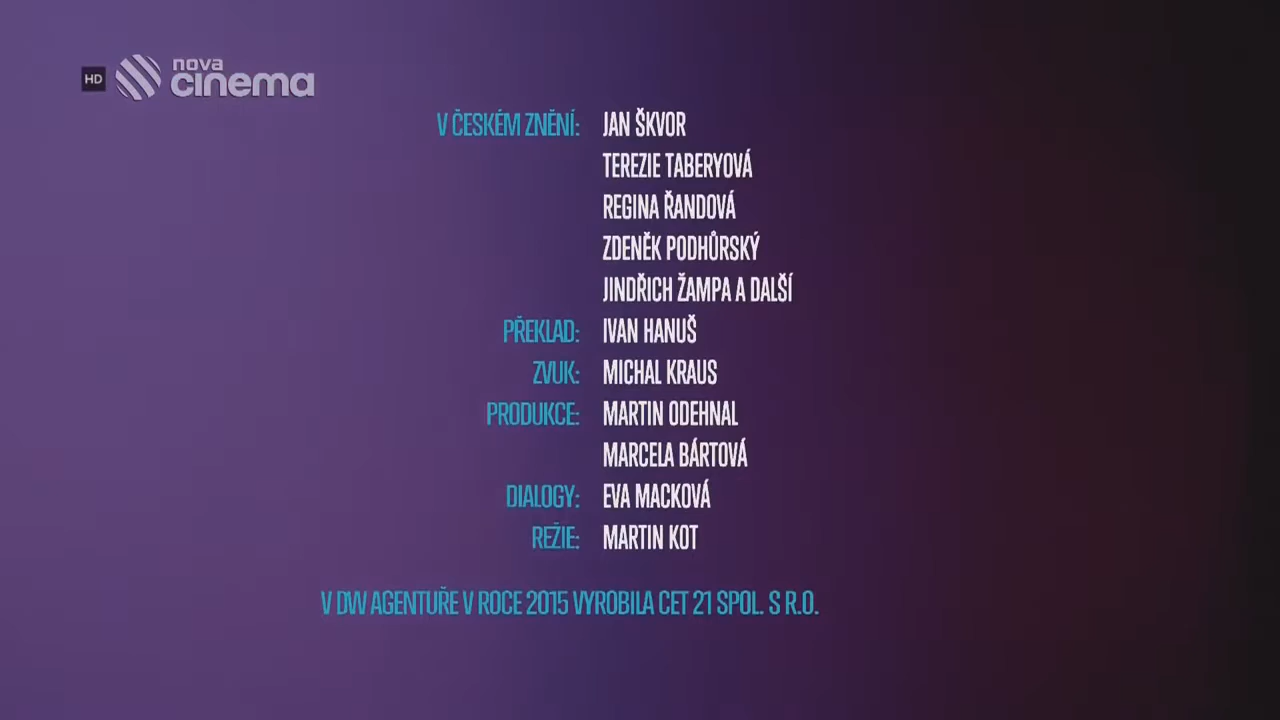 HD nova
cinema
V ČESKÉM ZNĚNÍ: JAN ŠKVOR
TEREZIE TABERYOVÁ
REGINA ŘANDOVÁ
ZDENĚK PODHŮRSKÝ
JINDŘICH ŽAMPA A DALŠÍ
PŘEKLAD: IVAN HANUŠ
ZVUK: MICHAL KRAUS
PRODUKCE: MARTIN ODEHNAL
MARCELA BÁRTOVÁ
DIALOGY: EVA MACKOVÁ
REŽIE: MARTIN KOT
V DW AGENTUŘE V ROCE 2015 VYROBILA CET 21 SPOL. S R.O.